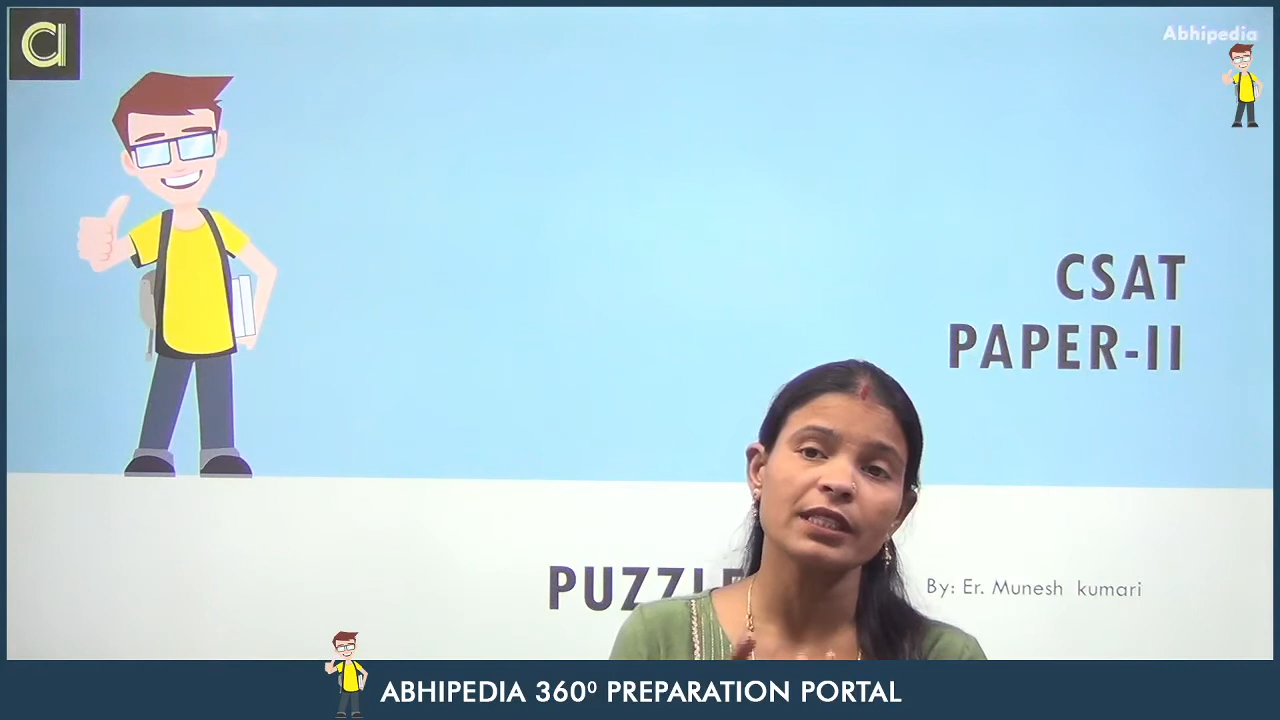 Abhipedia
CSAT
PAPER-II
By: Er. Munesh kumari
ABHIPEDIA 360⁰ PREPARATION PORTAL